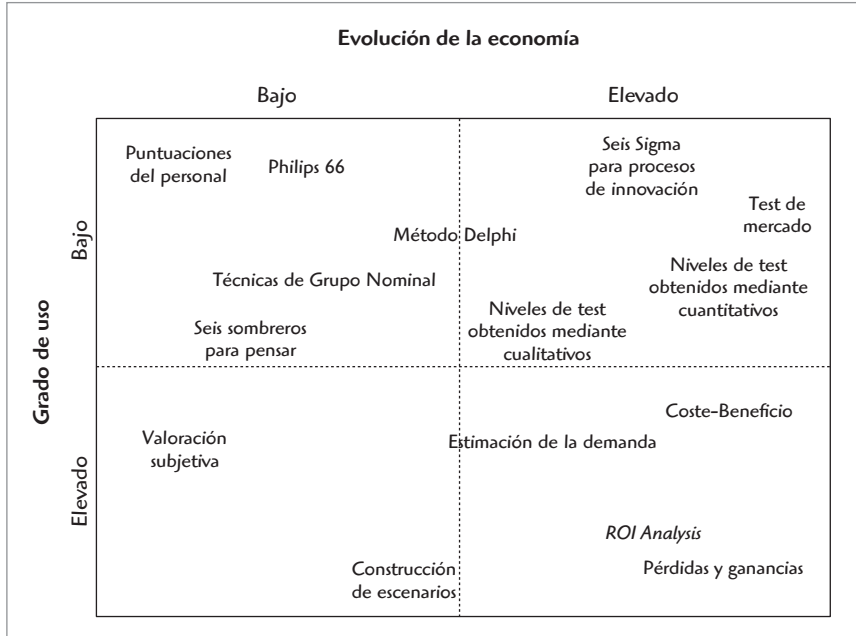 Evolución de la economía
Bajo
Elevado
Grado de uso
Bajo
Elevado
Puntuaciones
del personal
Philips 66
Seis Sigma
para procesos
de innovación
Test de
mercado
Método Delphi
Técnicas de Grupo Nominal
Niveles de test
obtenidos mediante
cuantitativos
Niveles de test
obtenidos mediante
cualitativos
Seis sombreros
para pensar
Coste-Beneficio
Valoración
subjetiva
Estimación de la demanda
ROI Analysis
Construcción
de escenarios
Pérdidas y ganancias